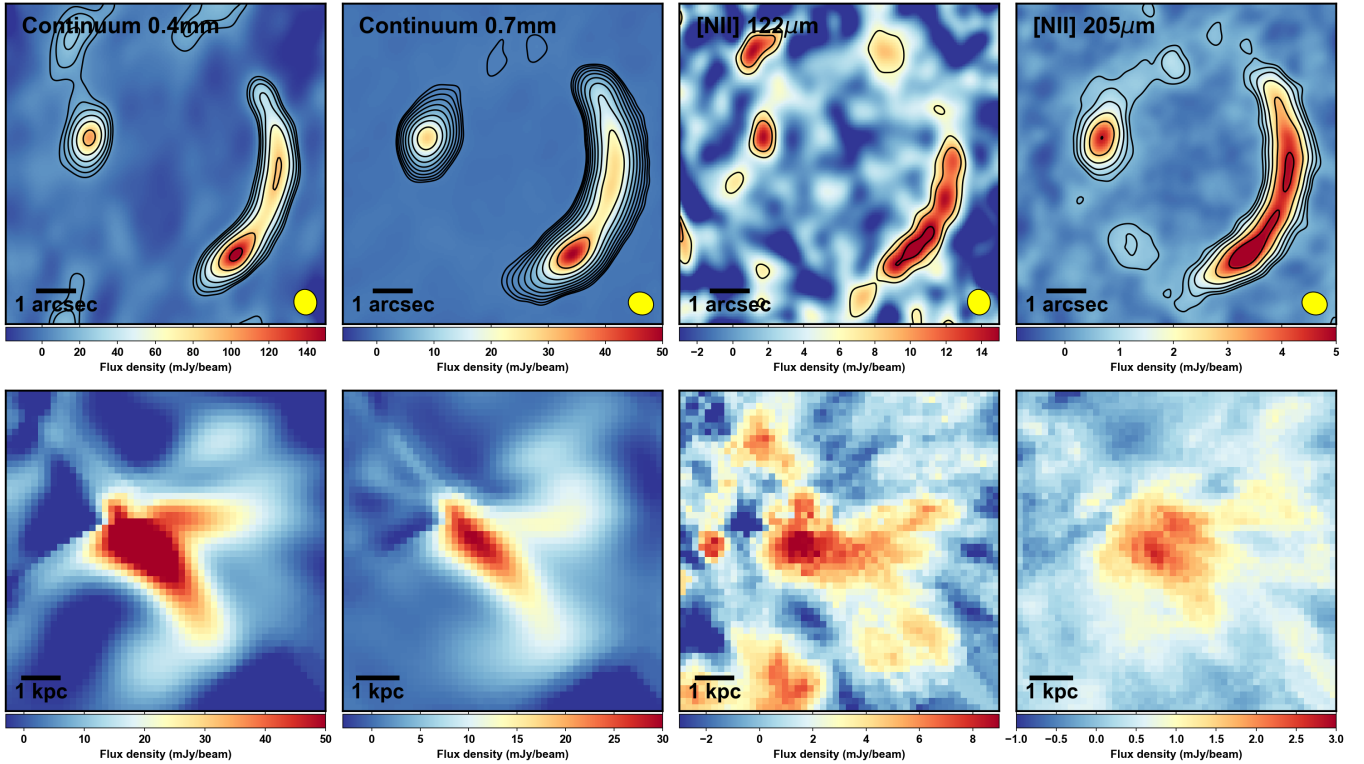 Continuum 0.4mm
Continuum 0.7mm
[NII] 122μm
[NII] 205μm
1 arcsec
1 arcsec
1 arcsec
1 arcsec
0 20 40 60 80 100 120 140
0 10 20 30 40 50
−2 0 2 4 6 8 10 12 14
0 1 2 3 4 5
Flux density (mJy/beam)
Flux density (mJy/beam)
Flux density (mJy/beam)
Flux density (mJy/beam)
1 kpc
1 kpc
1 kpc
1 kpc
0 10 20 30 40 50
0 5 10 15 20 25 30
−2 0 2 4 6 8
−1.0 −0.5 0.0 0.5 1.0 1.5 2.0 2.5 3.0
Flux density (mJy/beam)
Flux density (mJy/beam)
Flux density (mJy/beam)
Flux density (mJy/beam)